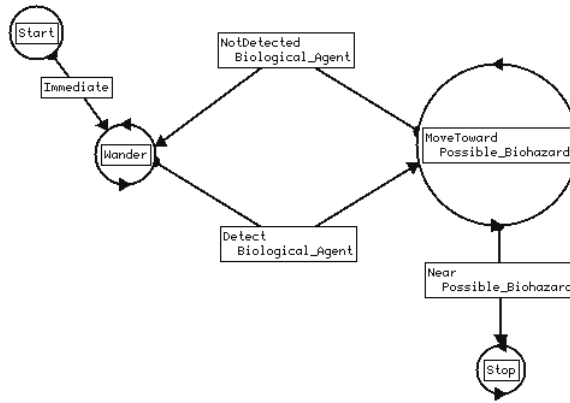 Start
NotDetected
Biological_Agent
Immediate
MoveToward
Possible_Biohazard
Wander
Detect
Biological_Agent
Near
Possible_Biohazard
Stop